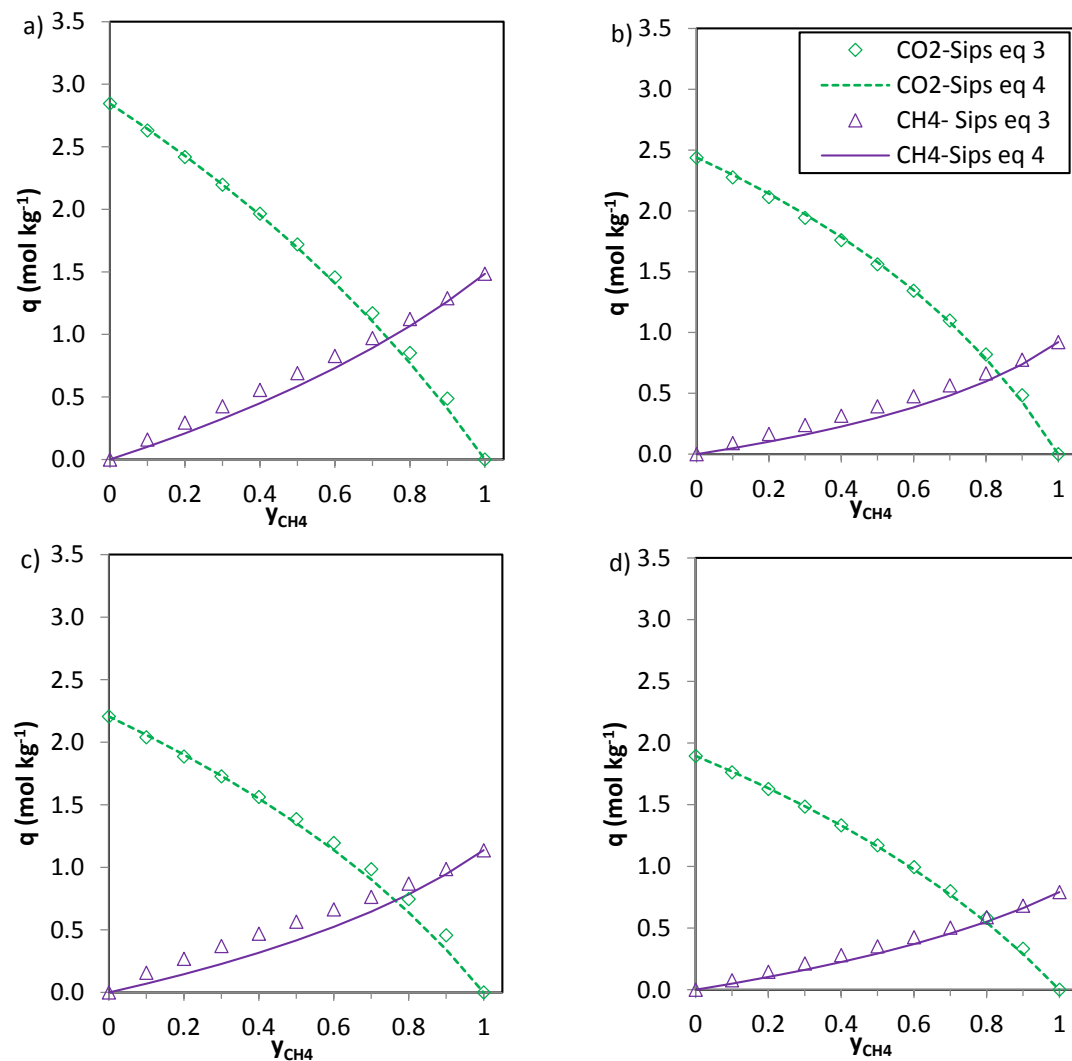 a)
3.5
3.0
2.5
2.0
1.5
1.0
0.5
0.0
q (mol kg⁻¹)
0 0.2 0.4 0.6 0.8 1
yCH4
b)
3.5
3.0
2.5
2.0
1.5
1.0
0.5
0.0
q (mol kg⁻¹)
0 0.2 0.4 0.6 0.8 1
yCH4
CO2-Sips eq 3
CO2-Sips eq 4
CH4- Sips eq 3
CH4-Sips eq 4
c)
3.5
3.0
2.5
2.0
1.5
1.0
0.5
0.0
q (mol kg⁻¹)
0 0.2 0.4 0.6 0.8 1
yCH4
d)
3.5
3.0
2.5
2.0
1.5
1.0
0.5
0.0
q (mol kg⁻¹)
0 0.2 0.4 0.6 0.8 1
yCH4